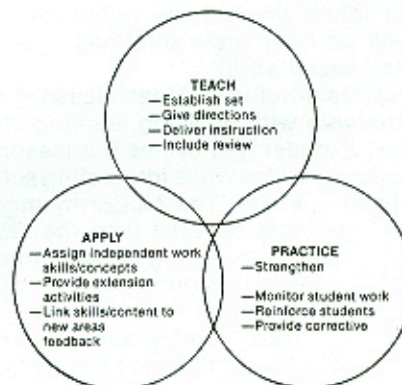 TEACH
— Establish set
— Give directions
— Deliver instruction
— Include review
APPLY
— Assign independent work
skills/concepts
— Provide extension
activities
— Link skills/content to
new areas
feedback
PRACTICE
— Strengthen
— Monitor student work
— Reinforce students
— Provide corrective